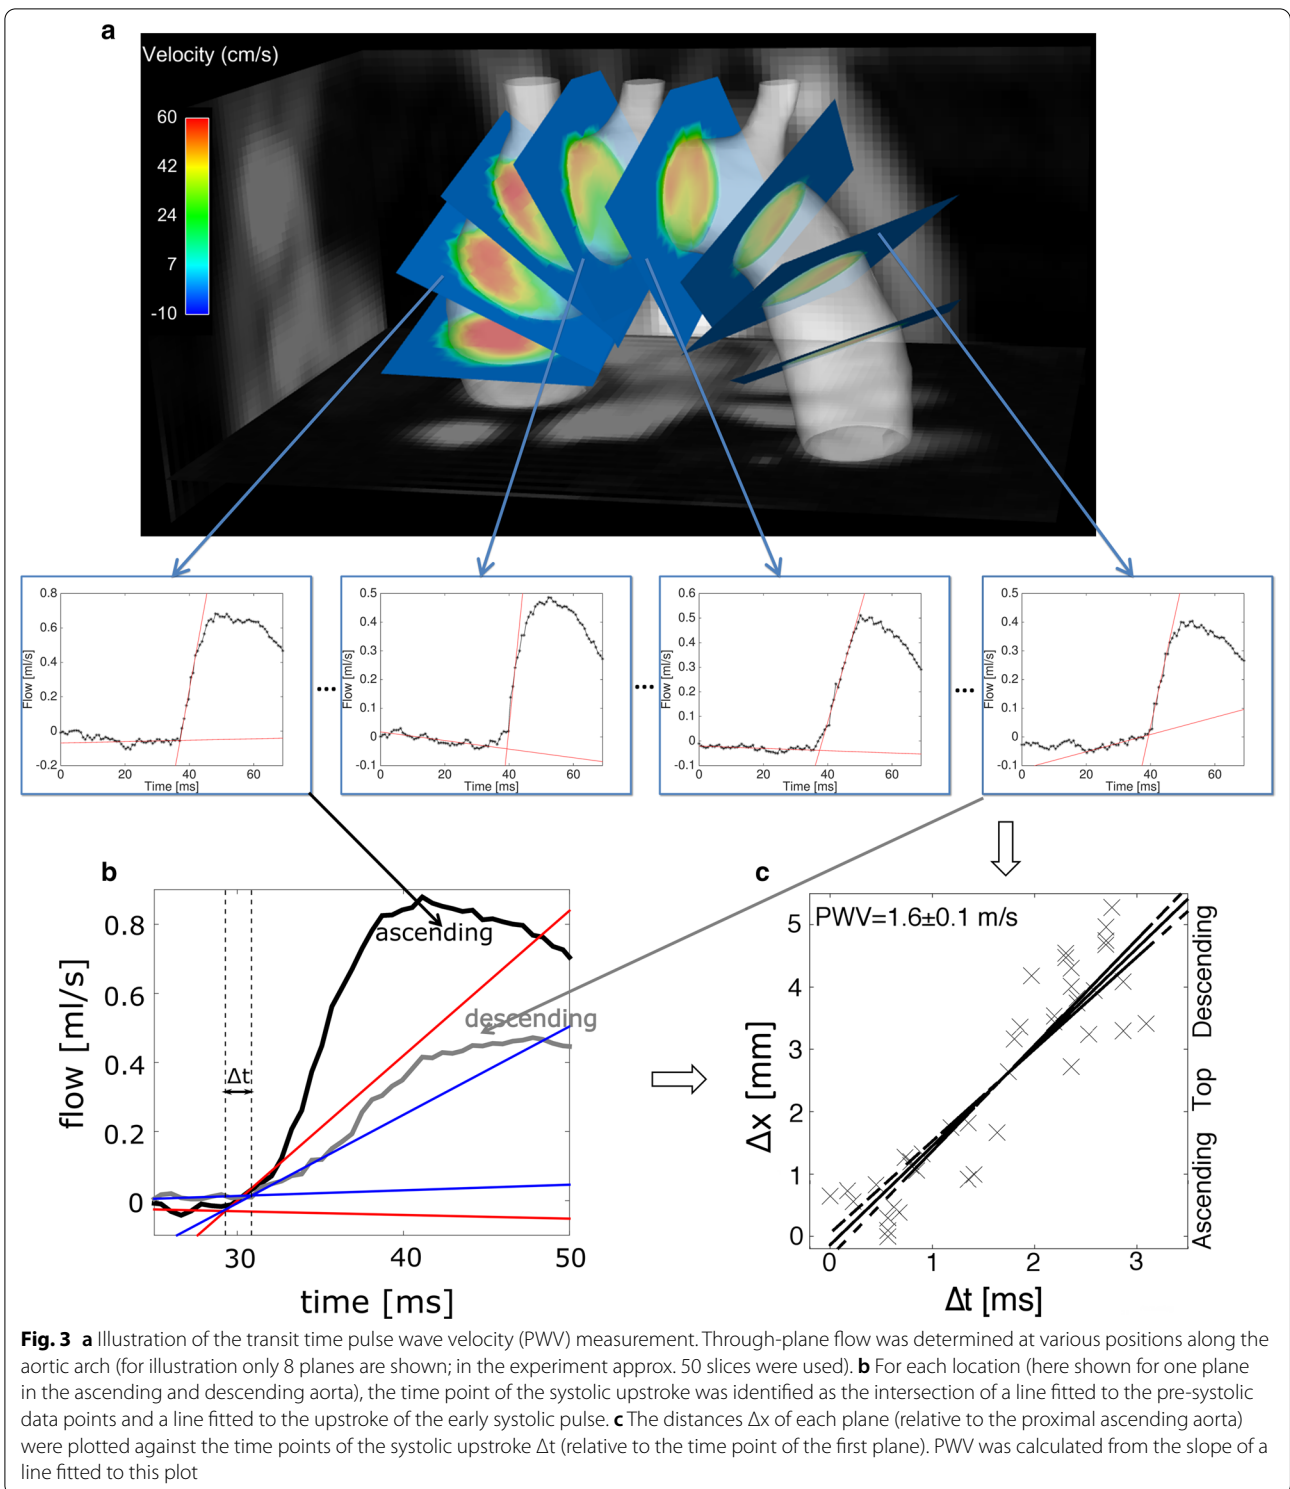 a
Velocity (cm/s)
60
42
24
7
-10
0.8
0.6
0.4
0.2
0
-0.2
Flow [ml/s]
0 20 40 60
Time [ms]
...
0.5
0.4
0.3
0.2
0.1
0
-0.1
Flow [ml/s]
0 20 40 60
Time [ms]
...
0.6
0.5
0.4
0.3
0.2
0.1
0
-0.1
Flow [ml/s]
0 20 40 60
Time [ms]
...
0.5
0.4
0.3
0.2
0.1
0
-0.1
Flow [ml/s]
0 20 40 60
Time [ms]
b
0.8
0.6
0.4
0.2
0
flow [ml/s]
Δt
ascending
descending
30 40 50
time [ms]
c
PWV=1.6±0.1 m/s
5
4
3
2
1
0
Δx [mm]
Ascending Top Descending
0 1 2 3
Δt [ms]
Fig. 3 a Illustration of the transit time pulse wave velocity (PWV) measurement. Through-plane flow was determined at various positions along the
aortic arch (for illustration only 8 planes are shown; in the experiment approx. 50 slices were used). b For each location (here shown for one plane
in the ascending and descending aorta), the time point of the systolic upstroke was identified as the intersection of a line fitted to the pre-systolic
data points and a line fitted to the upstroke of the early systolic pulse. c The distances Δx of each plane (relative to the proximal ascending aorta)
were plotted against the time points of the systolic upstroke Δt (relative to the time point of the first plane). PWV was calculated from the slope of a
line fitted to this plot